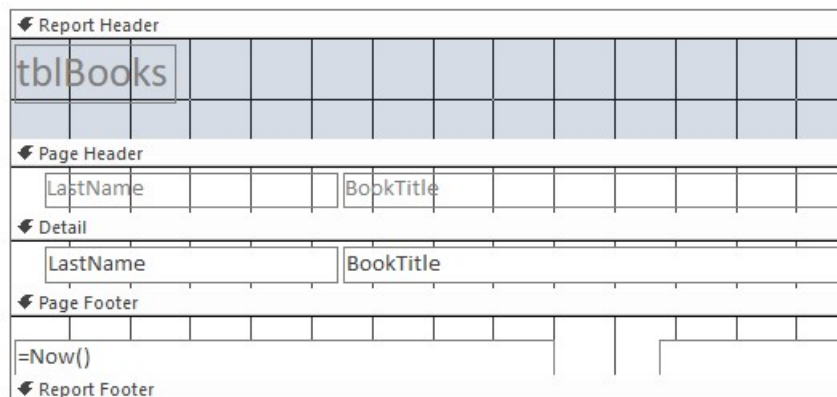 Report Header
tblBooks
Page Header
LastName BookTitle
Detail
LastName BookTitle
Page Footer
=Now()
Report Footer